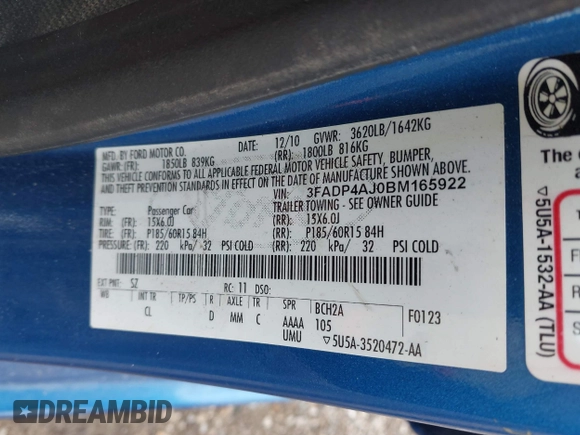 MFD. BY FORD MOTOR CO.
12/10 GVWR: 3620LB/1642KG
GAWR: (FR): 1850LB 839KG (RR): 1800LB 816KG
THIS VEHICLE CONFORMS TO ALL APPLICABLE FEDERAL MOTOR VEHICLE SAFETY, BUMPER,
AND THEFT PREVENTION STANDARDS IN EFFECT ON THE DATE OF MANUFACTURE SHOWN ABOVE.
VIN: 3FADP4AJ0BM165922
TYPE: Passenger Car TRAILER TOWING - SEE OWNER GUIDE
RIM: (FR): 15X6.0J (RR): 15X6.0J
TIRE: P185/60R15 84H P185/60R15 84H
PRESSURE: (FR): 220 kPa/ 32 PSI COLD (RR): 220 kPa/ 32 PSI COLD
EXT PNT: SZ RC: 11 DSO:
WB INT TR TP/PS R AXLE TR SPR BCH2A F0123
CL D MM C AAAA 105
UMU ▽5U5A-3520472-AA
The
▽5U5A-1532-AA (TLU)
F
RE
S
DREAMBID